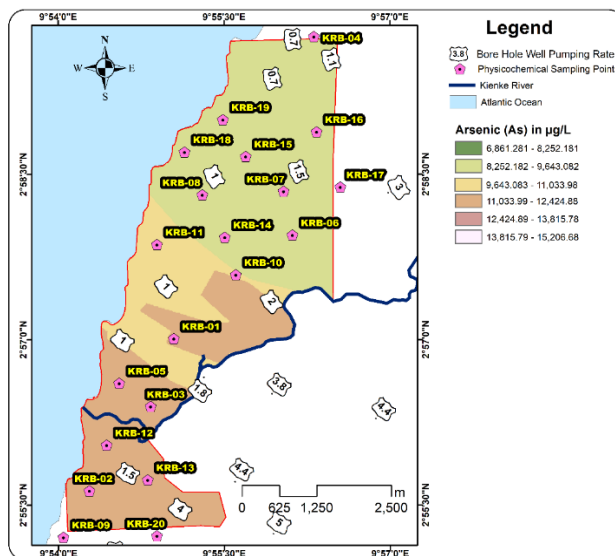 9°54'0"E
9°55'30"E
9°57'0"E
N
W
E
S
0.7
KRB-04
1.1
0.7
KRB-19
KRB-16
KRB-18
KRB-15
2°58'30"N
2°58'30"N
1
1.5
KRB-17
3
KRB-08
KRB-07
KRB-14
KRB-06
KRB-11
KRB-10
1
2
2°57'0"N
2°57'0"N
1
KRB-01
KRB-05
1.8
3.8
KRB-03
4.4
KRB-12
1.5
KRB-13
4.4
KRB-02
4
2°55'30"N
2°55'30"N
5
KRB-09
KRB-20
0 625 1,250 2,500
m
9°54'0"E
9°55'30"E
9°57'0"E
Legend
3.8 Bore Hole Well Pumping Rate
Physicochemical Sampling Point
Kienke River
Atlantic Ocean
Arsenic (As) in µg/L
6,861.281 - 8,252.181
8,252.182 - 9,643.082
9,643.083 - 11,033.98
11,033.99 - 12,424.88
12,424.89 - 13,815.78
13,815.79 - 15,206.68